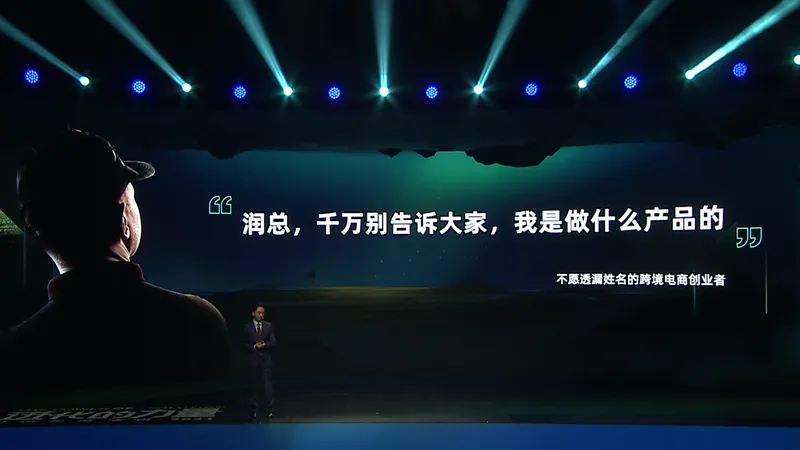 润总，千万别告诉大家，我是做什么产品的
不愿透漏姓名的跨境电商创业者